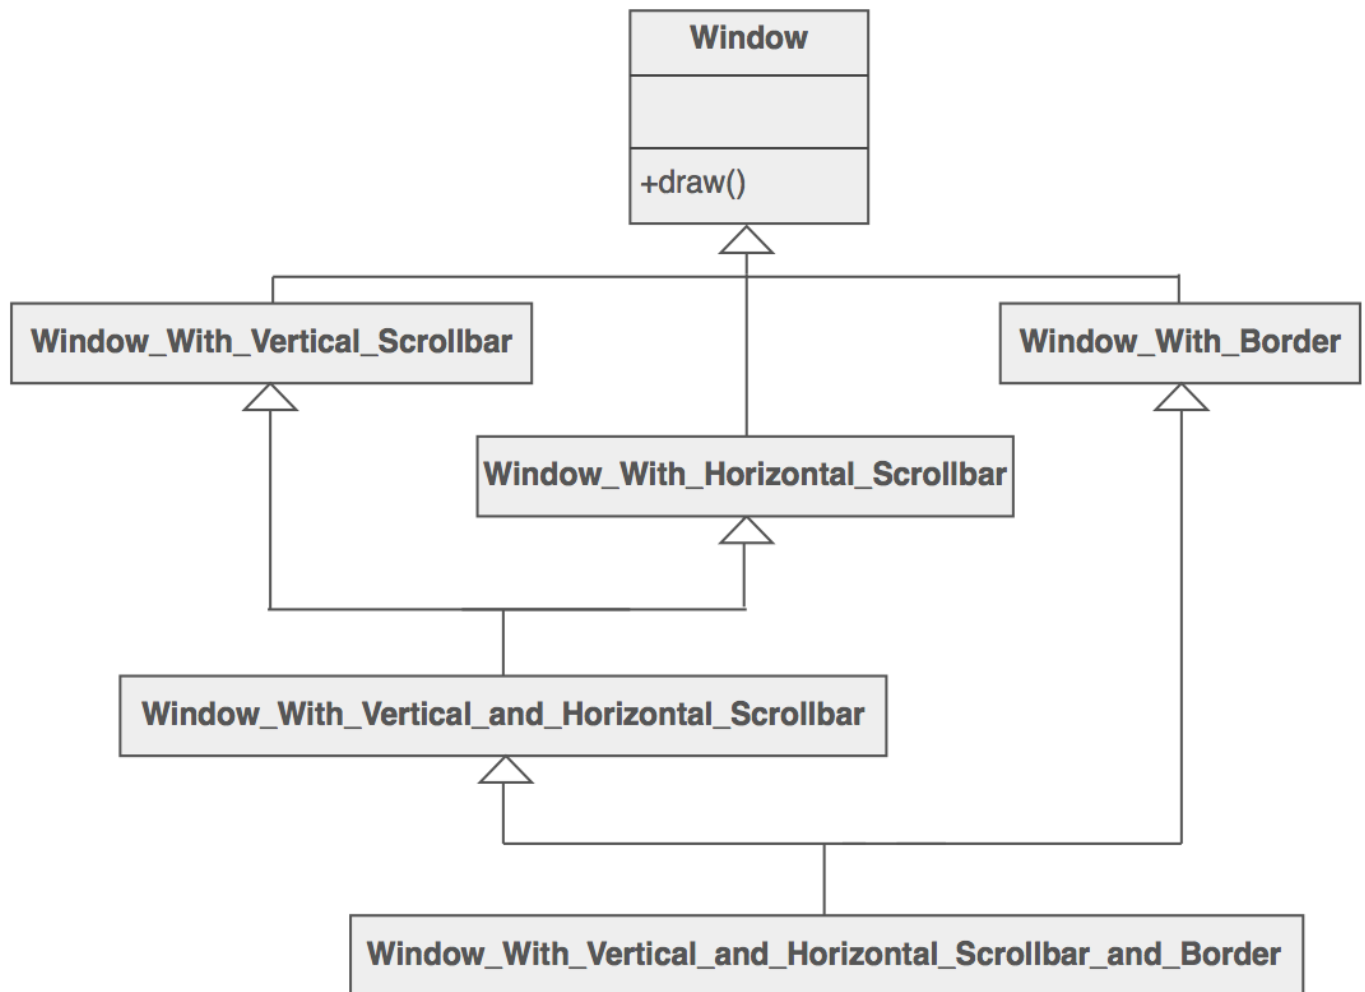 Window
+draw()
Window_With_Vertical_Scrollbar
Window_With_Border
Window_With_Horizontal_Scrollbar
Window_With_Vertical_and_Horizontal_Scrollbar
Window_With_Vertical_and_Horizontal_Scrollbar_and_Border